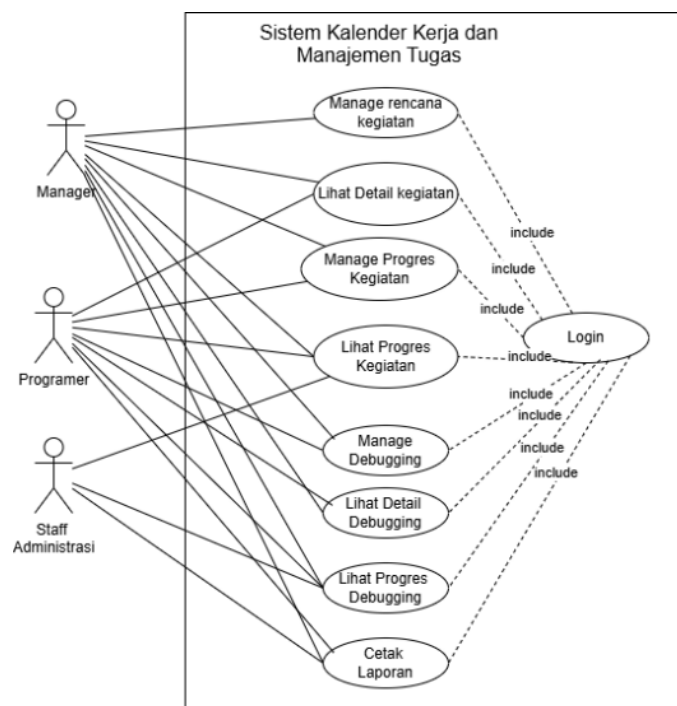 Sistem Kalender Kerja dan
Manajemen Tugas
Manage rencana
kegiatan
Manager
Lihat Detail kegiatan
include
Manage Progres
Kegiatan
include
include
Programer
Lihat Progres
Kegiatan
include
Login
Manage
Debugging
include
include
Staff
Administrasi
Lihat Detail
Debugging
include
include
Lihat Progres
Debugging
Cetak
Laporan